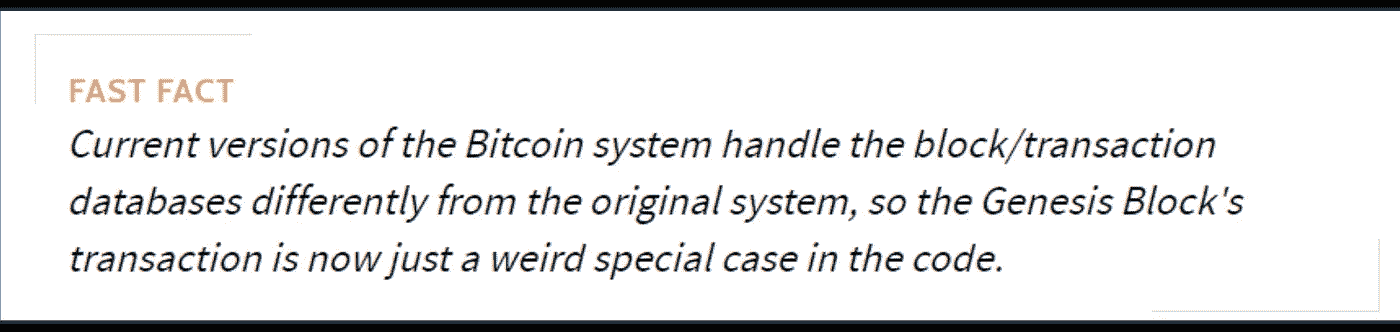 FAST FACT
Current versions of the Bitcoin system handle the block/transaction
databases differently from the original system, so the Genesis Block's
transaction is now just a weird special case in the code.